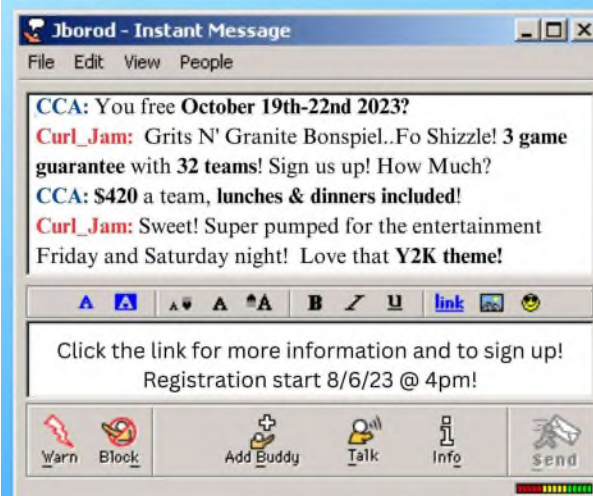 Jborod - Instant Message
File Edit View People
CCA: You free October 19th-22nd 2023?
Curl_Jam: Grits N' Granite Bonspiel..Fo Shizzle! 3 game
guarantee with 32 teams! Sign us up! How Much?
CCA: $420 a team, lunches & dinners included!
Curl_Jam: Sweet! Super pumped for the entertainment
Friday and Saturday night! Love that Y2K theme!
A A A A A B I U link
Click the link for more information and to sign up!
Registration start 8/6/23 @ 4pm!
Warn Block Add Buddy Talk Info Send